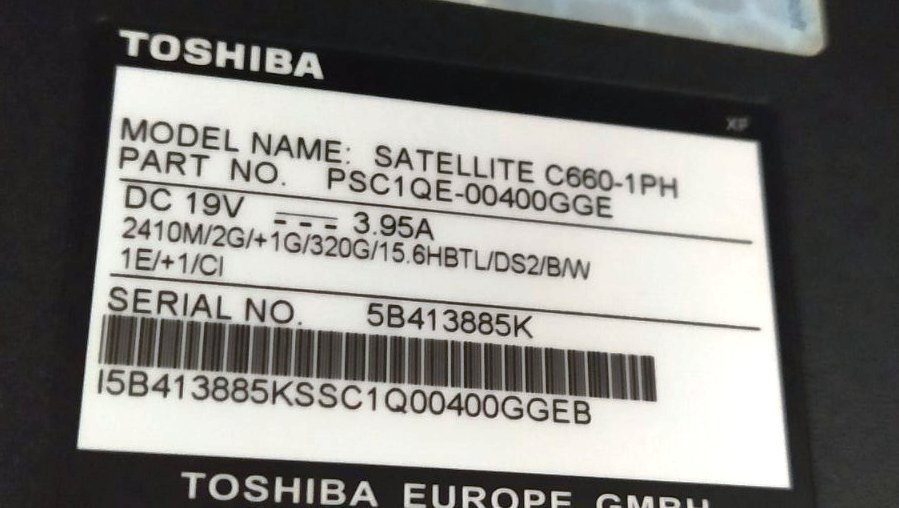 TOSHIBA
XF
MODEL NAME: SATELLITE C660-1PH
PART NO. PSC1QE-00400GGE
DC 19V 3.95A
2410M/2G/+1G/320G/15.6HBTL/DS2/B/W
1E/+1/CI
SERIAL NO. 5B413885K
I5B413885KSSC1Q00400GGEB
TOSHIBA EUROPE GMBH